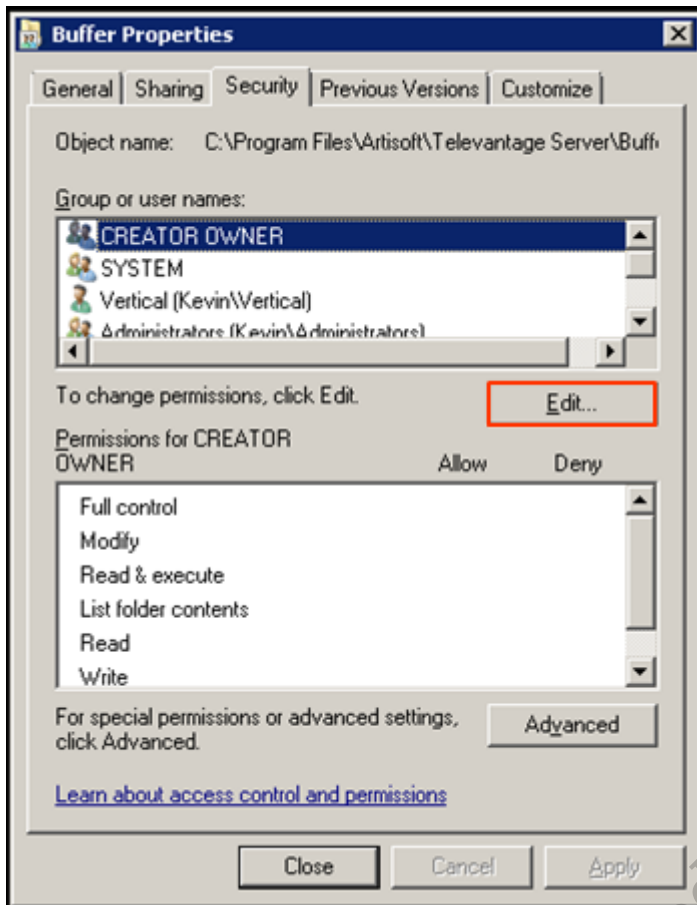 Buffer Properties
General Sharing Security Previous Versions Customize
Object name: C:\Program Files\Artisoft\Televantage Server\Buff
Group or user names:
CREATOR OWNER
SYSTEM
Vertical (Kevin\Vertical)
Administrators (Kevin\Administrators)
To change permissions, click Edit.
Edit...
Permissions for CREATOR
OWNER Allow Deny
Full control
Modify
Read & execute
List folder contents
Read
Write
For special permissions or advanced settings,
click Advanced.
Advanced
Learn about access control and permissions
Close Cancel Apply